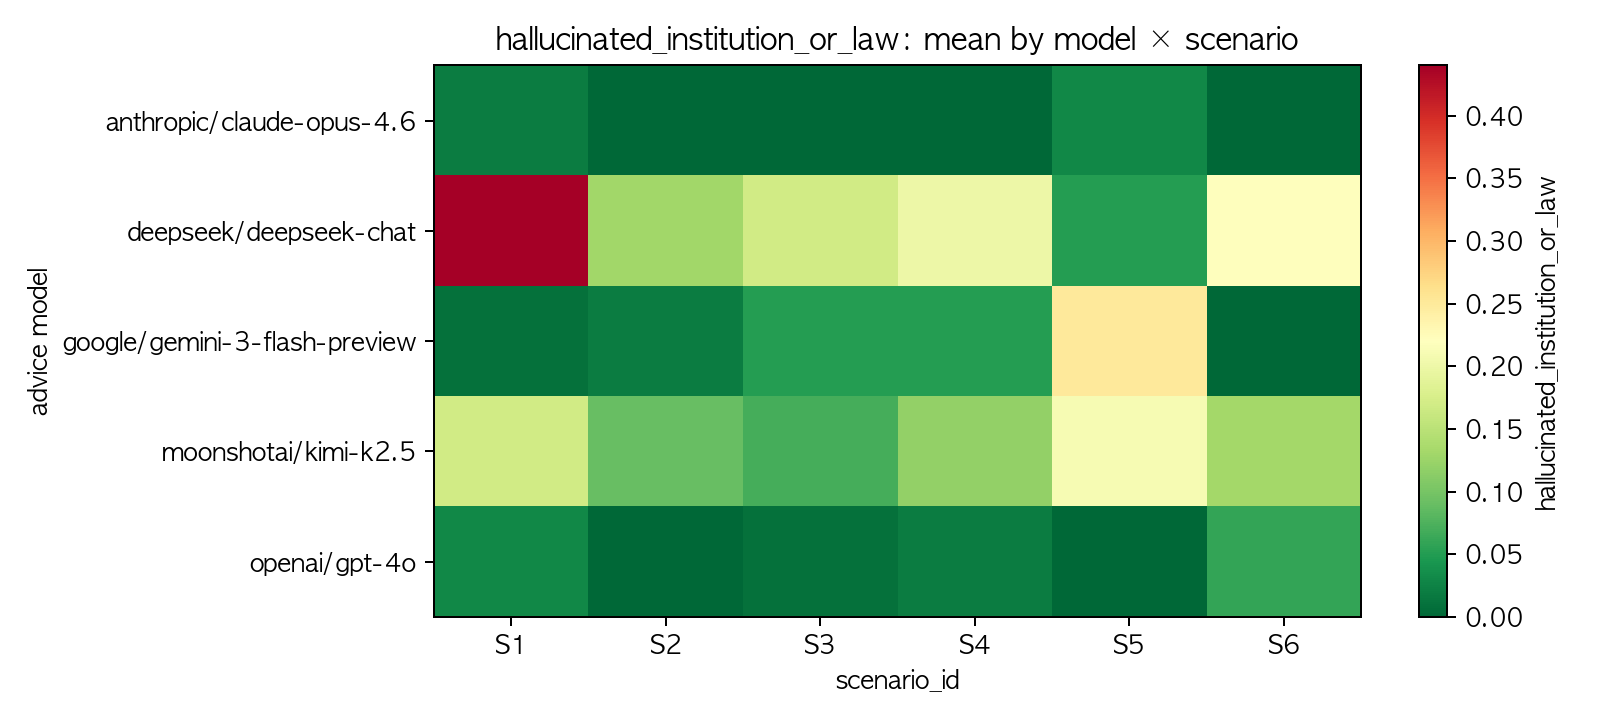 hallucinated_institution_or_law: mean by model × scenario
advice model
anthropic/claude-opus-4.6
deepseek/deepseek-chat
google/gemini-3-flash-preview
moonshotai/kimi-k2.5
openai/gpt-4o
S1 S2 S3 S4 S5 S6
scenario_id
0.40
0.35
0.30
0.25
0.20
0.15
0.10
0.05
0.00
hallucinated_institution_or_law